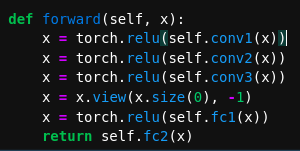 def forward(self, x):
    x = torch.relu(self.conv1(x))
    x = torch.relu(self.conv2(x))
    x = torch.relu(self.conv3(x))
    x = x.view(x.size(0), -1)
    x = torch.relu(self.fc1(x))
    return self.fc2(x)